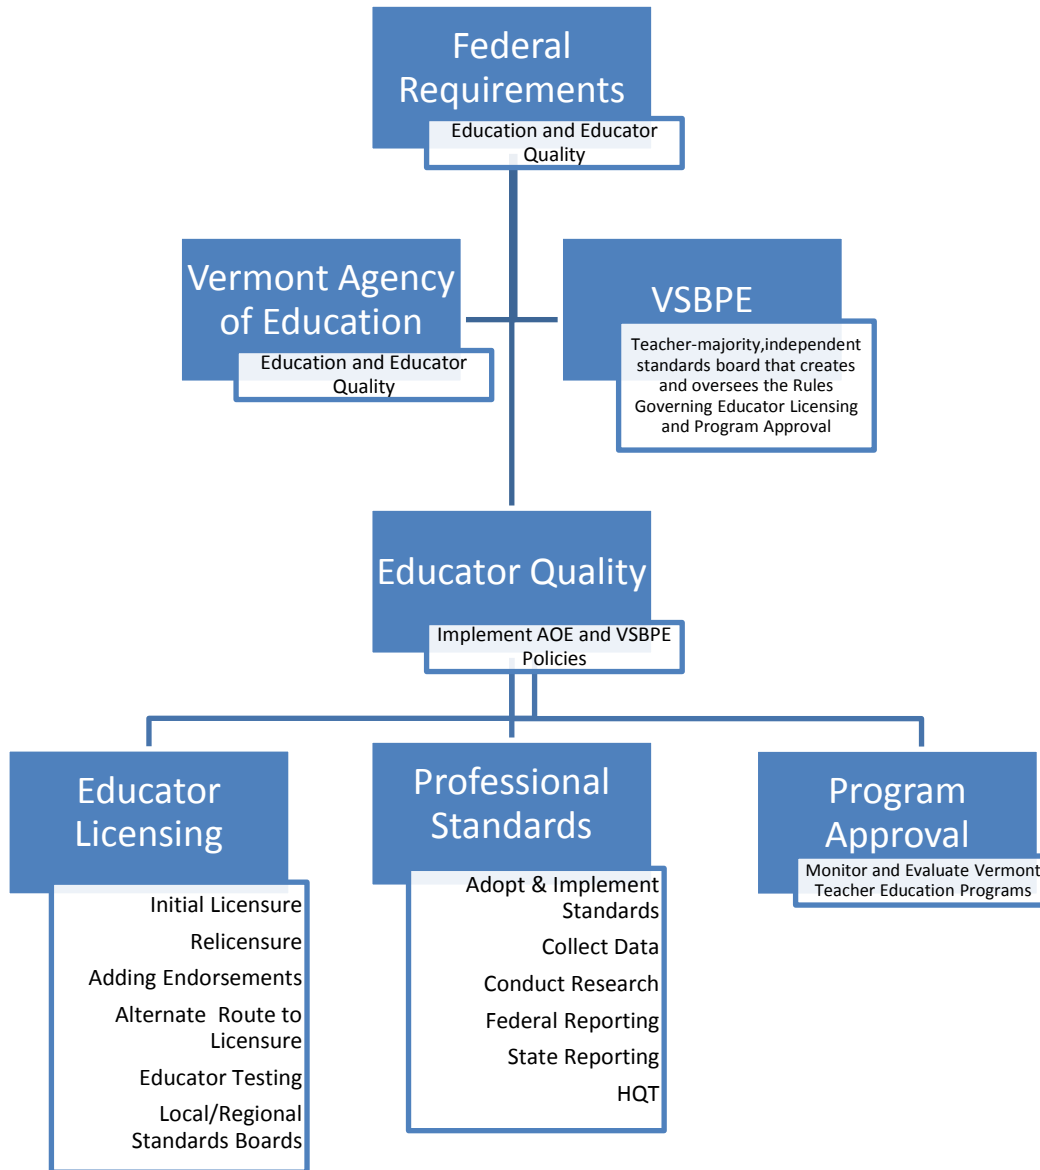 Federal
Requirements
Education and Educator
Quality
Vermont Agency
of Education
Education and Educator
Quality
VSBPE
Teacher-majority,independent
standards board that creates
and oversees the Rules
Governing Educator Licensing
and Program Approval
Educator Quality
Implement AOE and VSBPE
Policies
Educator
Licensing
Initial Licensure
Relicensure
Adding Endorsements
Alternate Route to
Licensure
Educator Testing
Local/Regional
Standards Boards
Professional
Standards
Adopt & Implement
Standards
Collect Data
Conduct Research
Federal Reporting
State Reporting
HQT
Program
Approval
Monitor and Evaluate Vermont
Teacher Education Programs